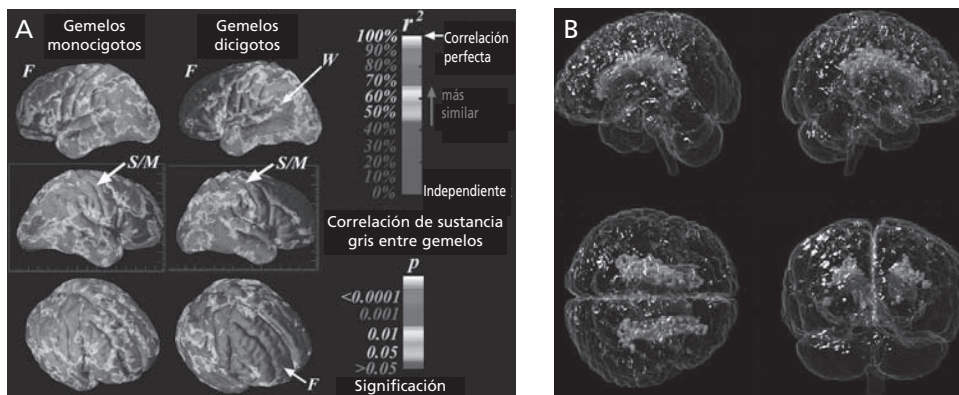 A
Gemelos
monocigotos
Gemelos
dicigotos
F
F
W
S/M
S/M
F
r²
100%
90%
80%
70%
60%
50%
40%
30%
20%
10%
0%
Correlación
perfecta
más
similar
Independiente
Correlación de sustancia
gris entre gemelos
p
<0.0001
0.001
0.01
0.05
>0.05
Significación
B